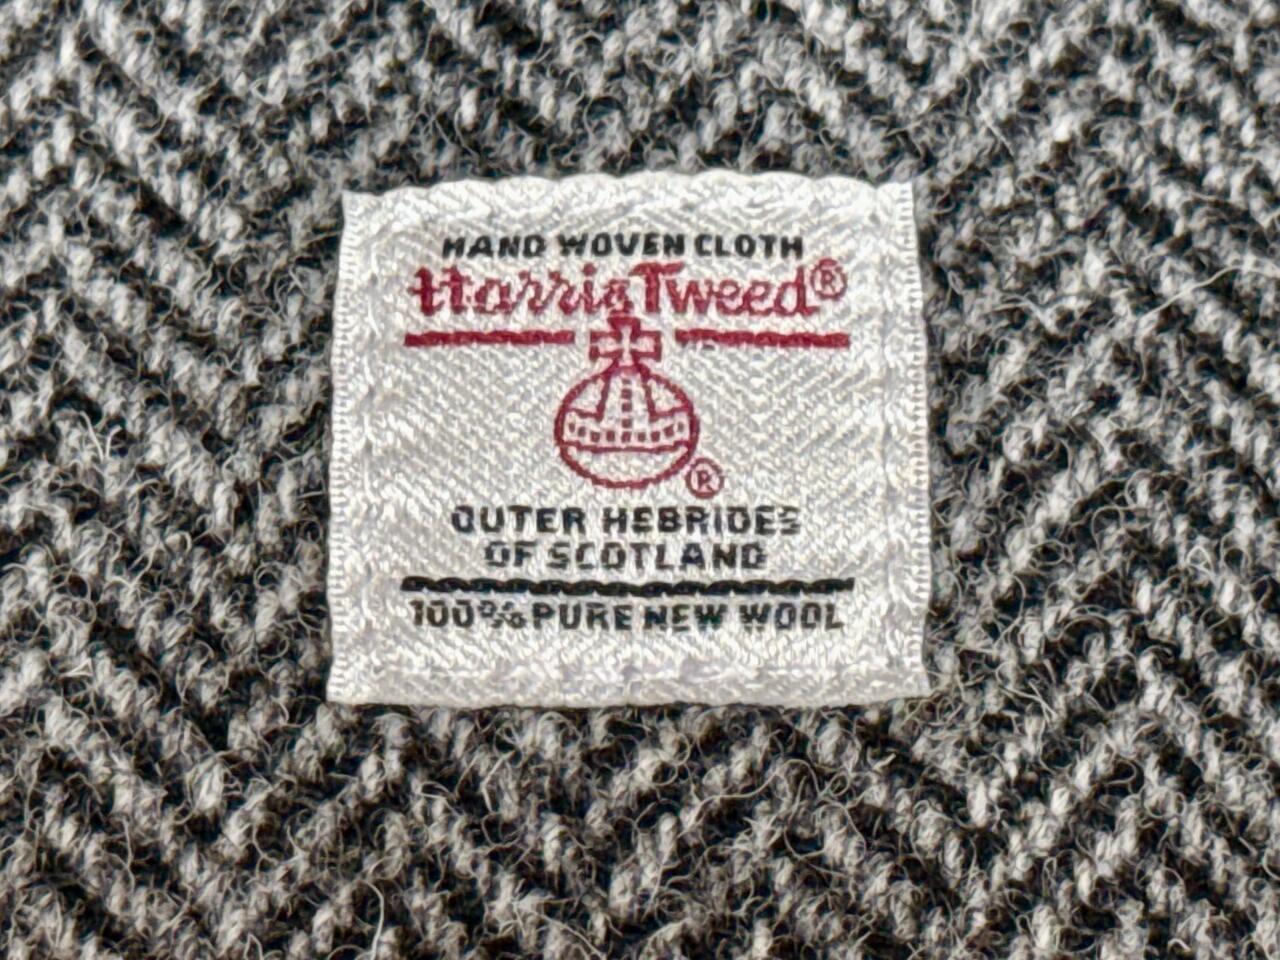 HAND WOVEN CLOTH
Harris Tweed®
®
OUTER HEBRIDES
OF SCOTLAND
100% PURE NEW WOOL